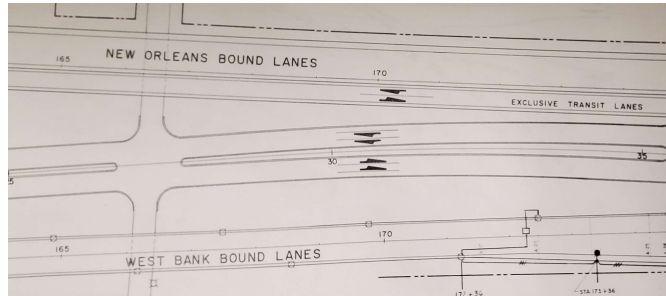 165
NEW ORLEANS BOUND LANES
170
EXCLUSIVE TRANSIT LANES
30
35
165
170
WEST BANK BOUND LANES
STA 173+36